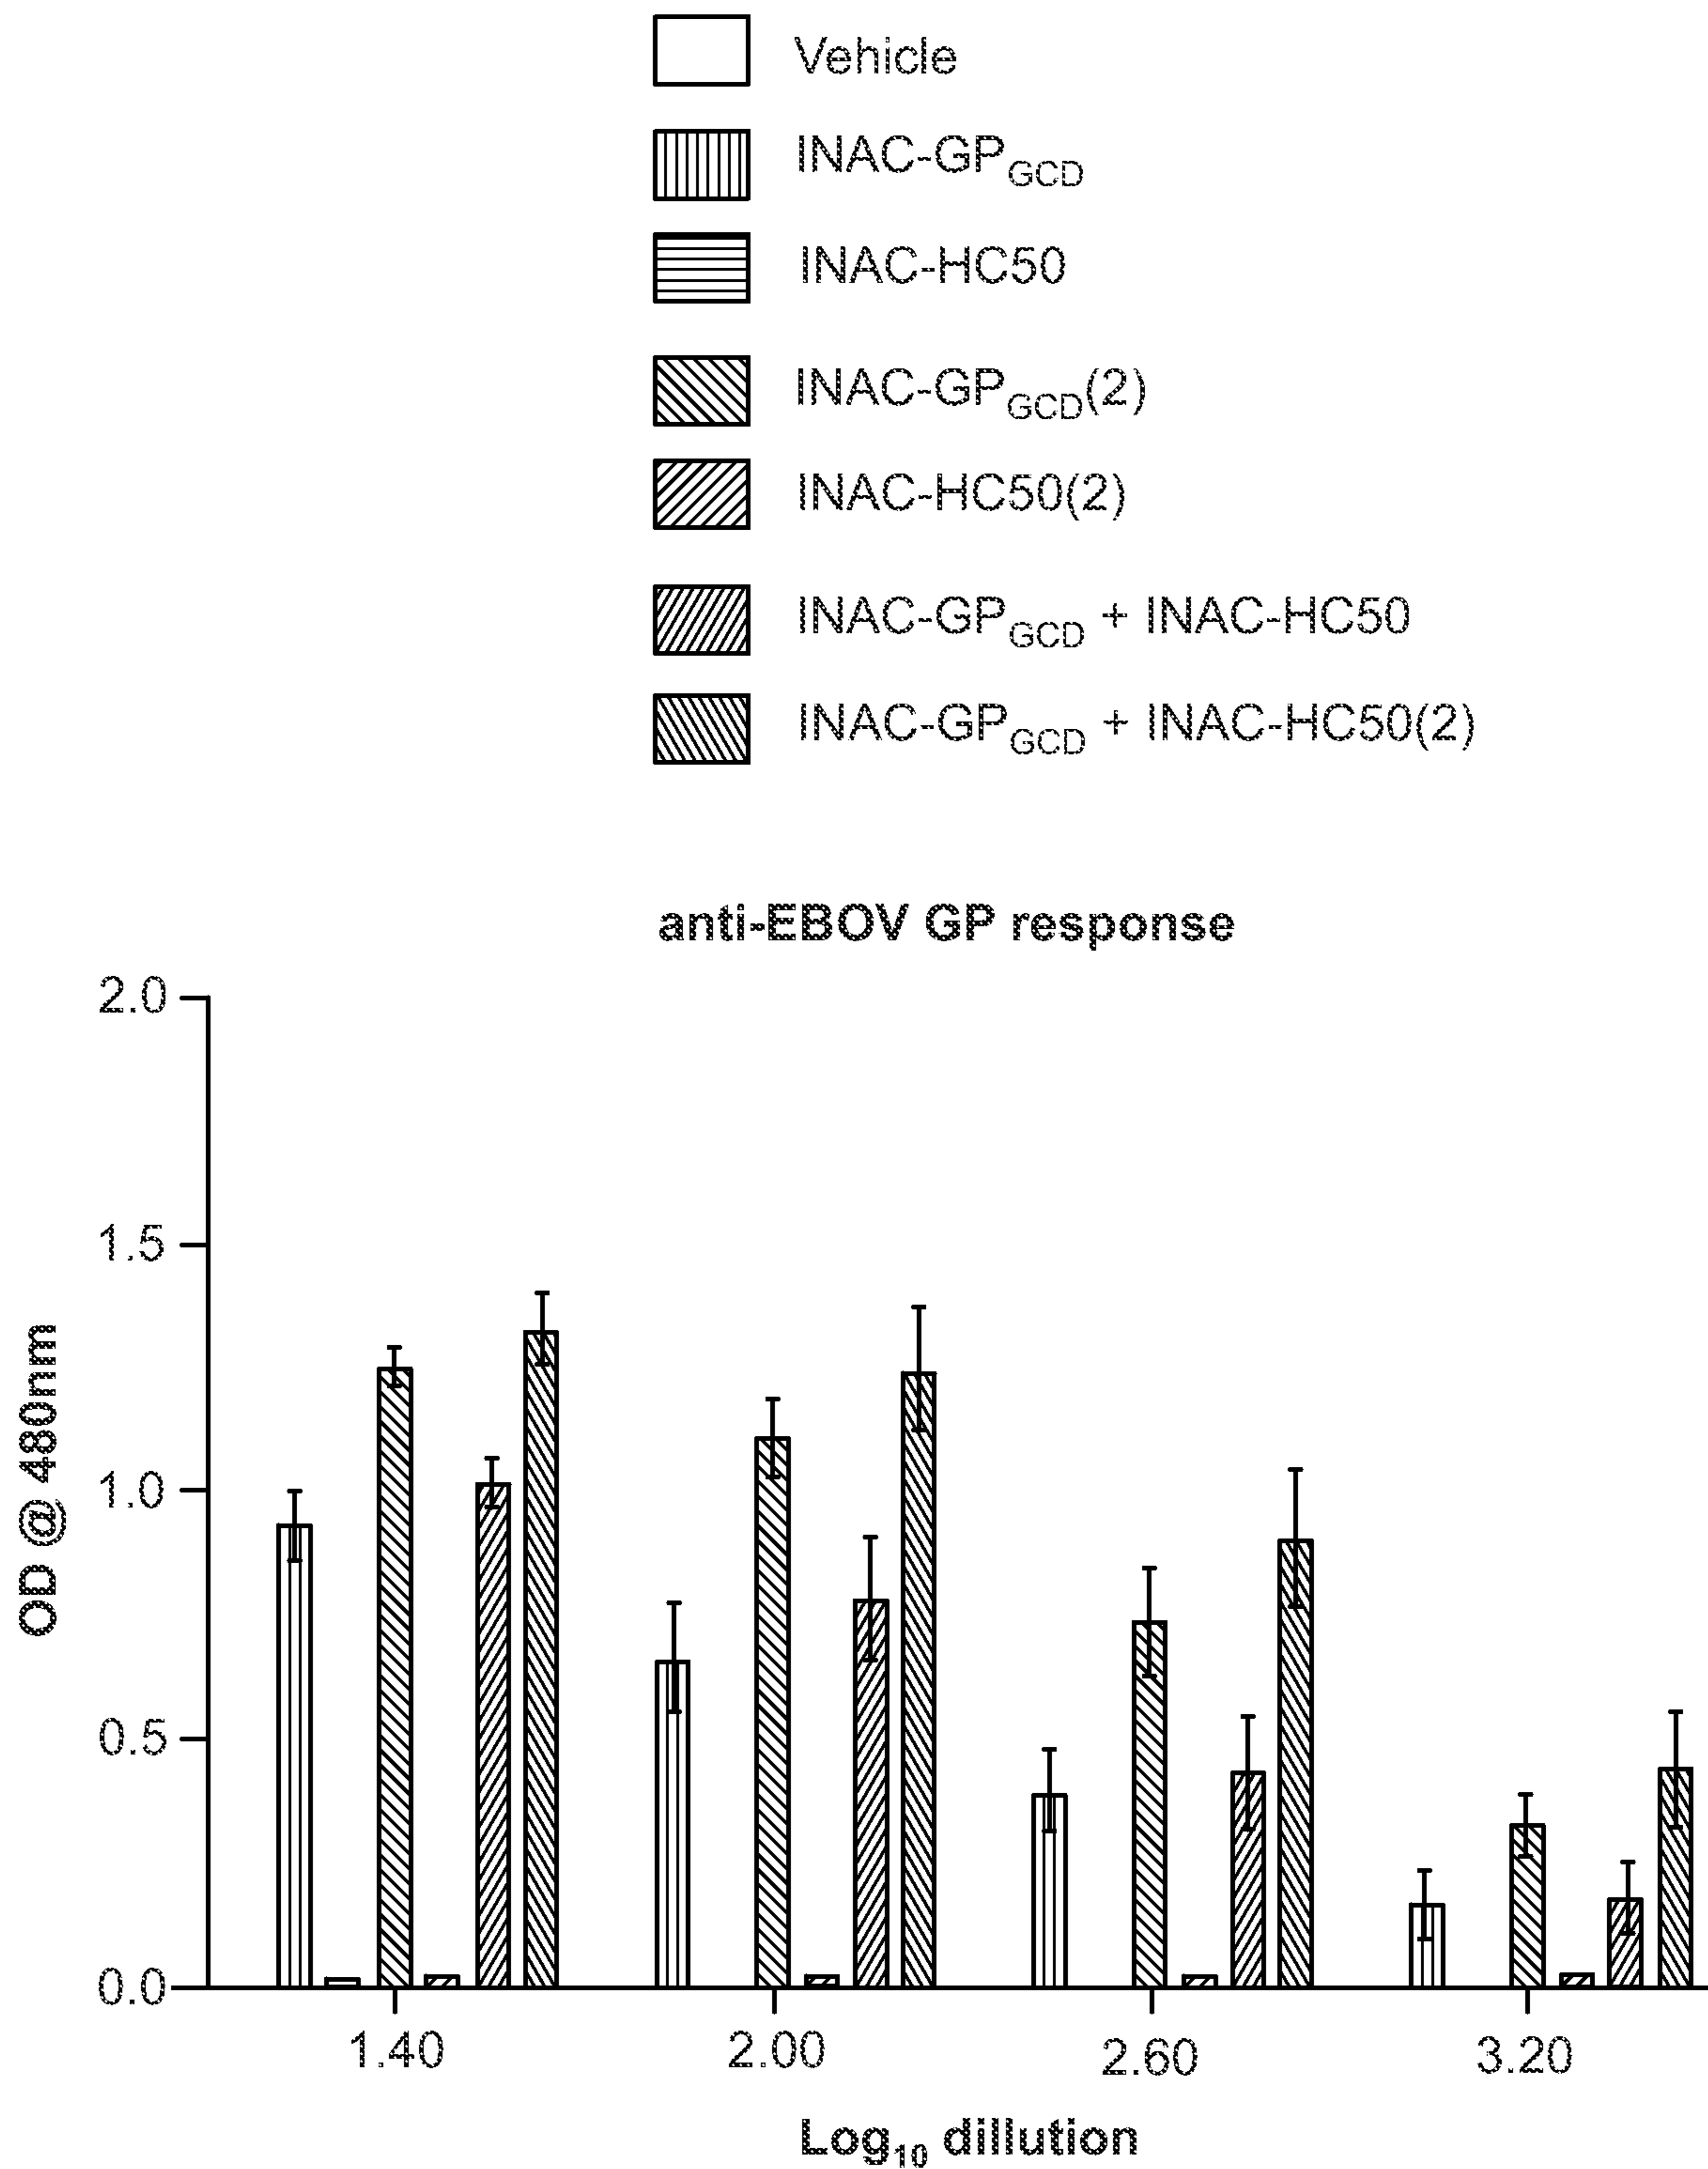 Vehicle
INAC-GPGCD
INAC-HC50
INAC-GPGCD(2)
INAC-HC50(2)
INAC-GPGCD + INAC-HC50
INAC-GPGCD + INAC-HC50(2)
anti-EBOV GP response
2.0
1.5
1.0
0.5
0.0
OD @ 480nm
1.40 2.00 2.60 3.20
Log10 dillution